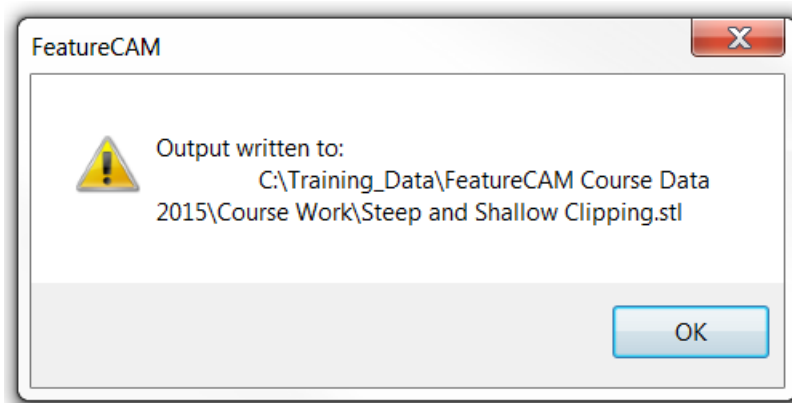 FeatureCAM
Output written to:
C:\Training_Data\FeatureCAM Course Data
2015\Course Work\Steep and Shallow Clipping.stl
OK